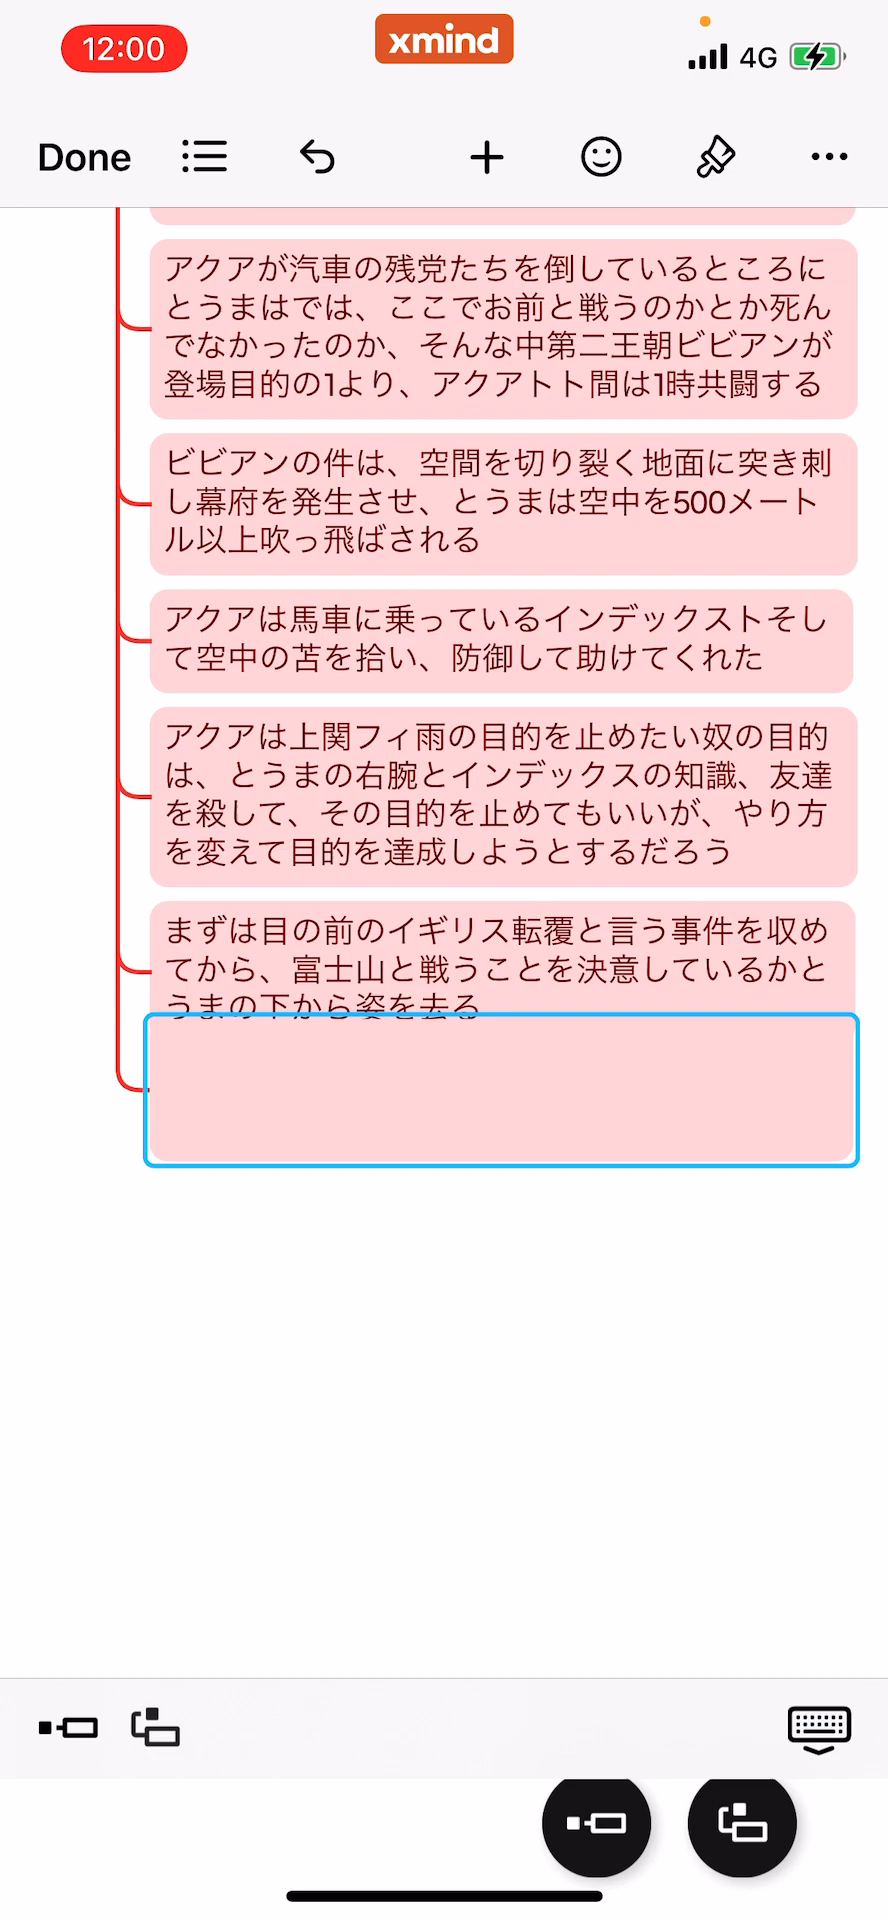 12:00
xmind
4G
Done
アクアが汽車の残党たちを倒しているところに
とうまはでは、ここでお前と戦うのかとか死ん
でなかったのか、そんな中第二王朝ビビアンが
登場目的の1より、アクアトト間は1時共闘する
ビビアンの件は、空間を切り裂く地面に突き刺
し幕府を発生させ、とうまは空中を500メート
ル以上吹っ飛ばされる
アクアは馬車に乗っているインデックストそし
て空中の苫を拾い、防御して助けてくれた
アクアは上関フィ雨の目的を止めたい奴の目的
は、とうまの右腕とインデックスの知識、友達
を殺して、その目的を止めてもいいが、やり方
を変えて目的を達成しようとするだろう
まずは目の前のイギリス転覆と言う事件を収め
てから、富士山と戦うことを決意しているかと
うまの下から姿を去る